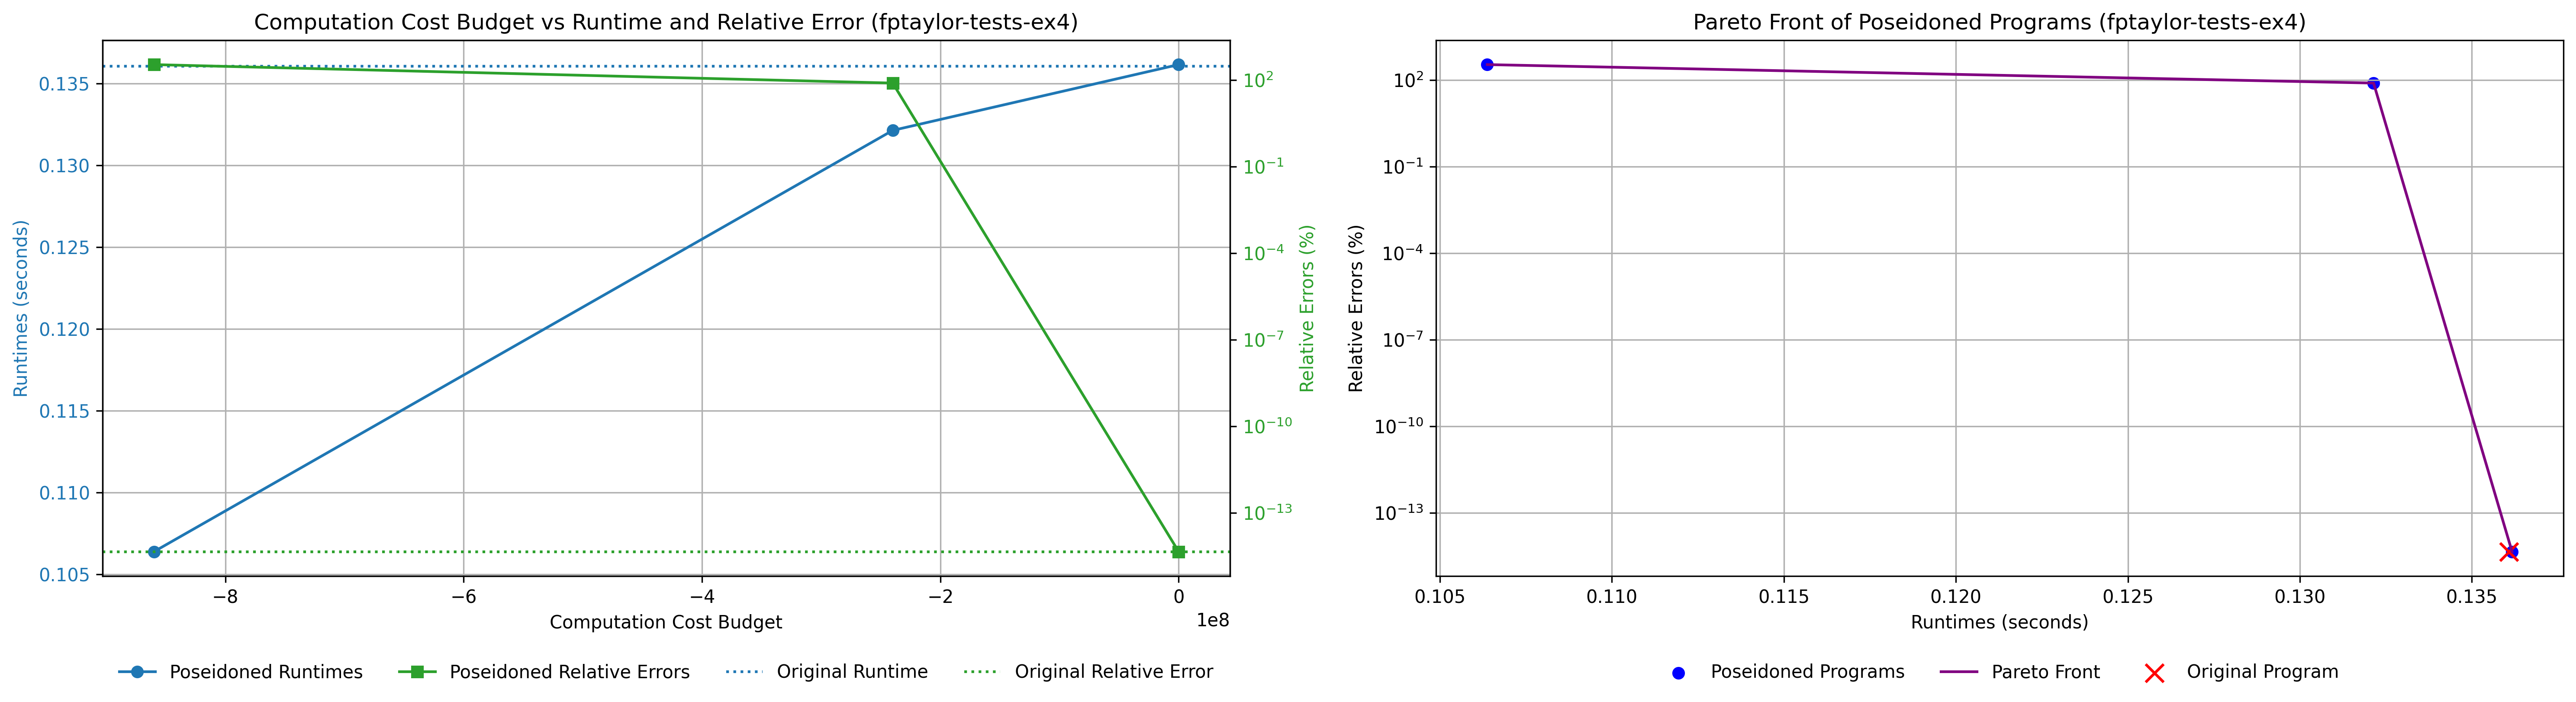 Computation Cost Budget vs Runtime and Relative Error (fptaylor-tests-ex4)
Runtimes (seconds)
0.135
0.130
0.125
0.120
0.115
0.110
0.105
−8
−6
−4
−2
0
1e8
Computation Cost Budget
10²
10⁻¹
10⁻⁴
10⁻⁷
10⁻¹⁰
10⁻¹³
Relative Errors (%)
Poseidoned Runtimes
Poseidoned Relative Errors
Original Runtime
Original Relative Error
Pareto Front of Poseidoned Programs (fptaylor-tests-ex4)
Relative Errors (%)
10²
10⁻¹
10⁻⁴
10⁻⁷
10⁻¹⁰
10⁻¹³
0.105
0.110
0.115
0.120
0.125
0.130
0.135
Runtimes (seconds)
Poseidoned Programs
Pareto Front
Original Program